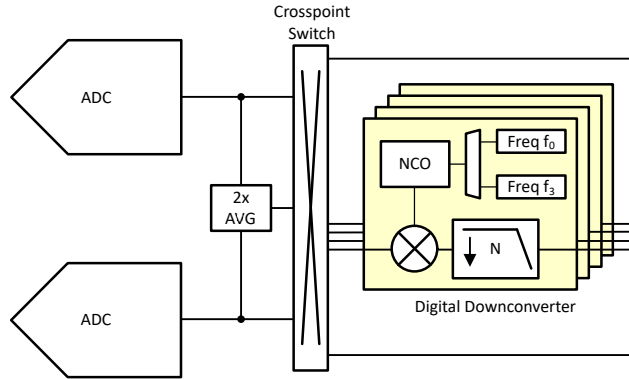 Crosspoint
Switch
ADC
2x
AVG
ADC
NCO
Freq f₀
Freq f₃
N
Digital Downconverter